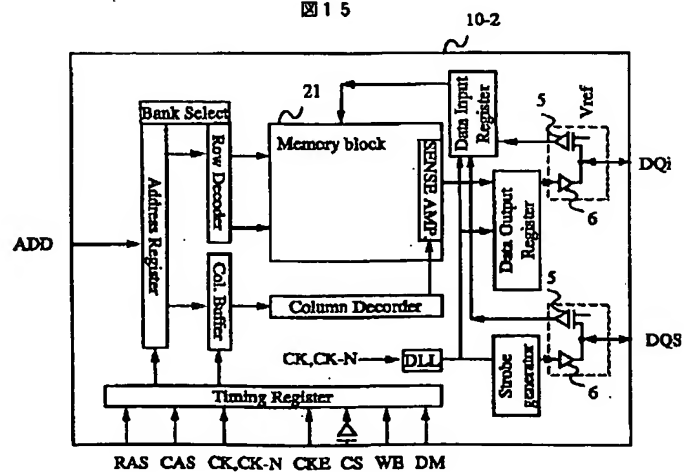 図15
10-2
Bank Select
Address Register
Row Decoder
Col. Buffer
21
Memory block
SENSE AMP
Column Decorder
Data Input Register
Data Output Register
5
Vref
6
DQi
5
6
DQS
ADD
CK,CK-N
DLL
Strobe generator
Timing Register
RAS CAS CK,CK-N CKE CS WE DM